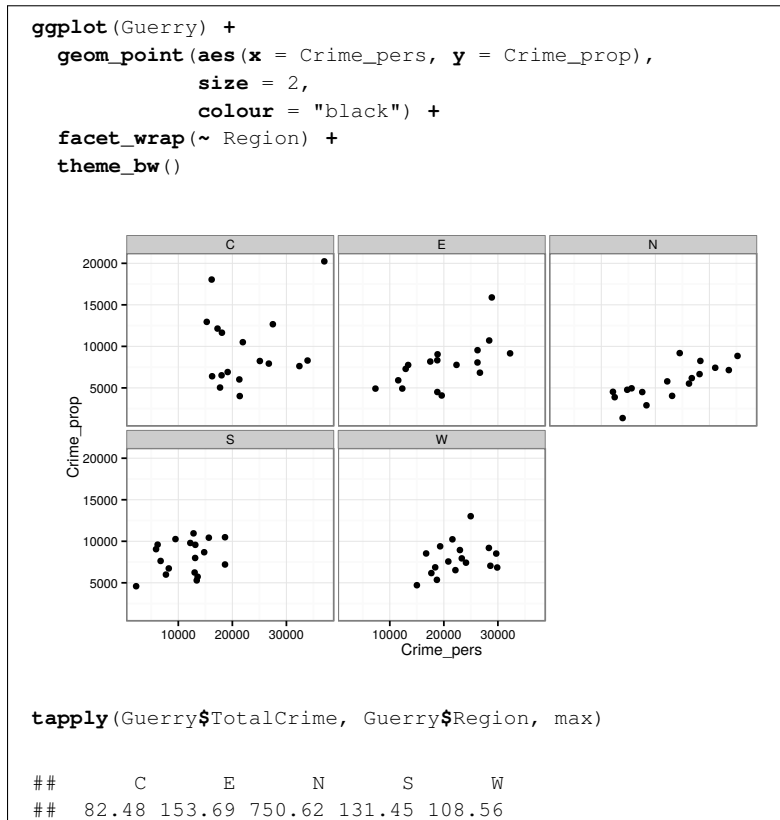 ggplot(Guerry) +
  geom_point(aes(x = Crime_pers, y = Crime_prop),
             size = 2,
             colour = "black") +
  facet_wrap(~ Region) +
  theme_bw()
C E N
20000
15000
10000
5000
S W
20000
15000
10000
5000
Crime_prop
10000 20000 30000 10000 20000 30000
Crime_pers
tapply(Guerry$TotalCrime, Guerry$Region, max)
##      C      E      N      S      W
##  82.48 153.69 750.62 131.45 108.56